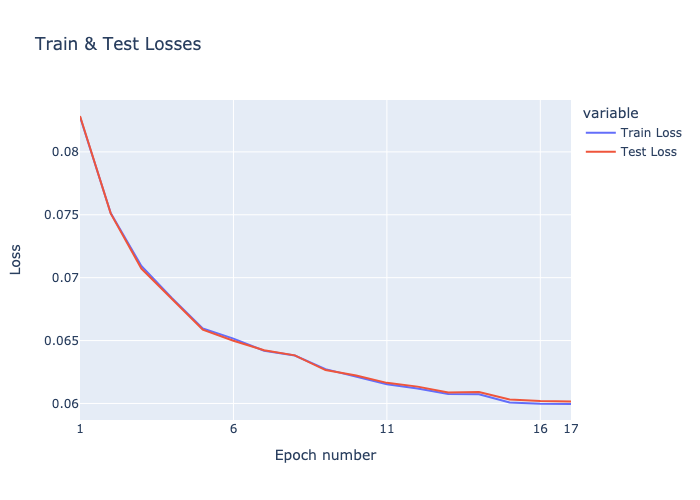 Train & Test Losses
variable
Train Loss
Test Loss
0.08
0.075
0.07
0.065
0.06
Loss
1
6
11
16
17
Epoch number